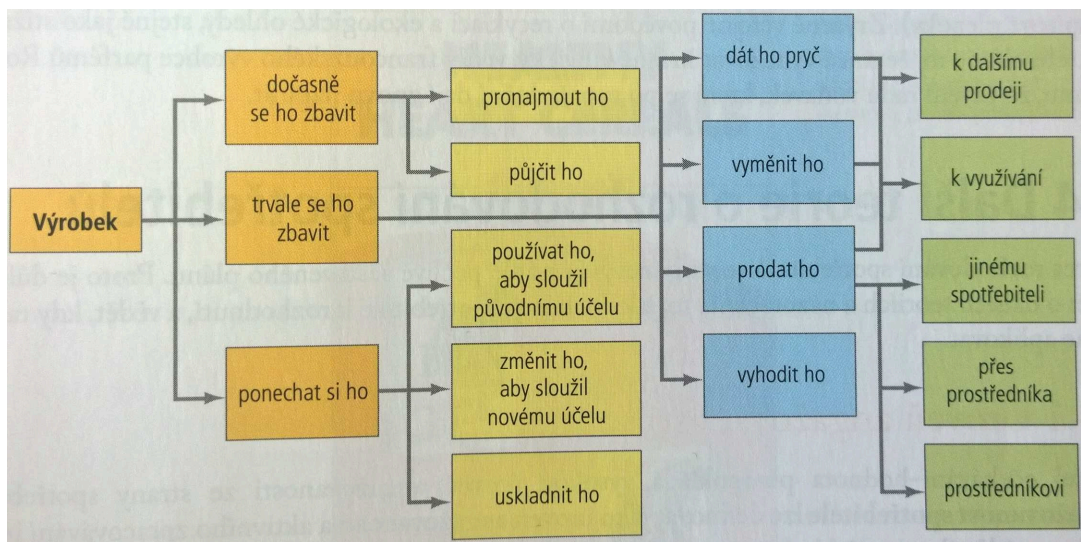 Výrobek
dočasně
se ho zbavit
trvale se ho
zbavit
ponechat si ho
pronajmout ho
půjčit ho
používat ho,
aby sloužil
původnímu účelu
změnit ho,
aby sloužil
novému účelu
uskladnit ho
dát ho pryč
vyměnit ho
prodat ho
vyhodit ho
k dalšímu
prodeji
k využívání
jinému
spotřebiteli
přes
prostředníka
prostředníkovi